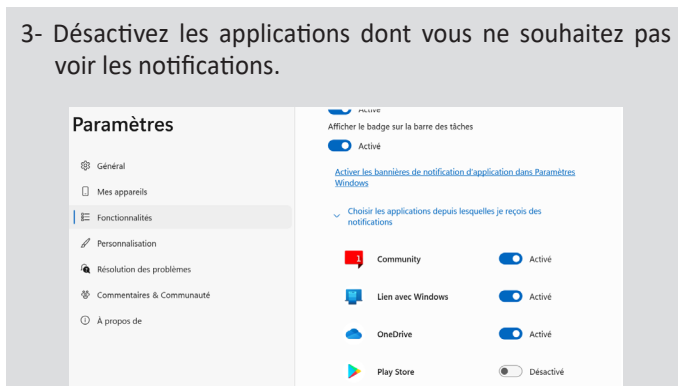 3- Désactivez les applications dont vous ne souhaitez pas
voir les notifications.
Paramètres
Général
Mes appareils
Fonctionnalités
Personnalisation
Résolution des problèmes
Commentaires & Communauté
À propos de
Activé
Afficher le badge sur la barre des tâches
Activé
Activer les bannières de notification d'application dans Paramètres
Windows
Choisir les applications depuis lesquelles je reçois des
notifications
1
Community
Activé
Lien avec Windows
Activé
OneDrive
Activé
Play Store
Désactivé